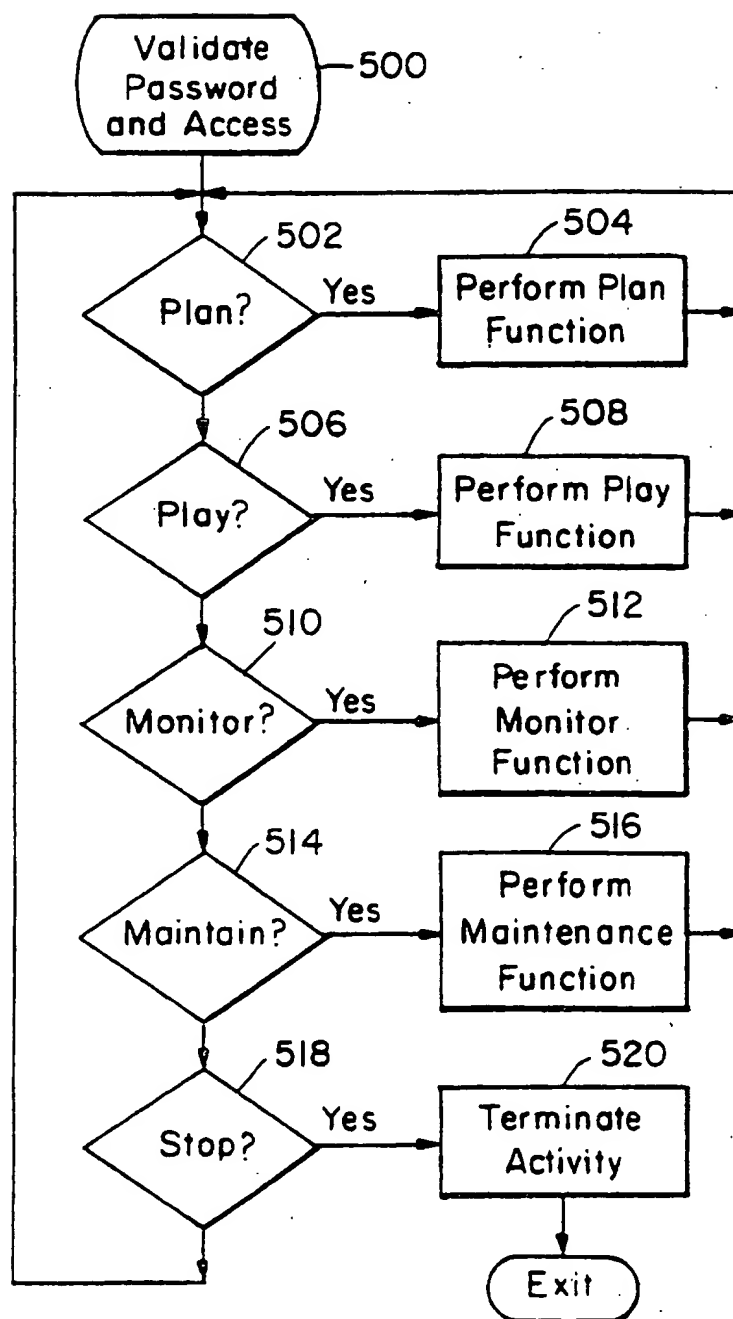 Validate
Password
and Access
500
502
504
Plan?
Yes
Perform Plan
Function
506
508
Play?
Yes
Perform Play
Function
510
512
Monitor?
Yes
Perform
Monitor
Function
514
516
Maintain?
Yes
Perform
Maintenance
Function
518
520
Stop?
Yes
Terminate
Activity
Exit